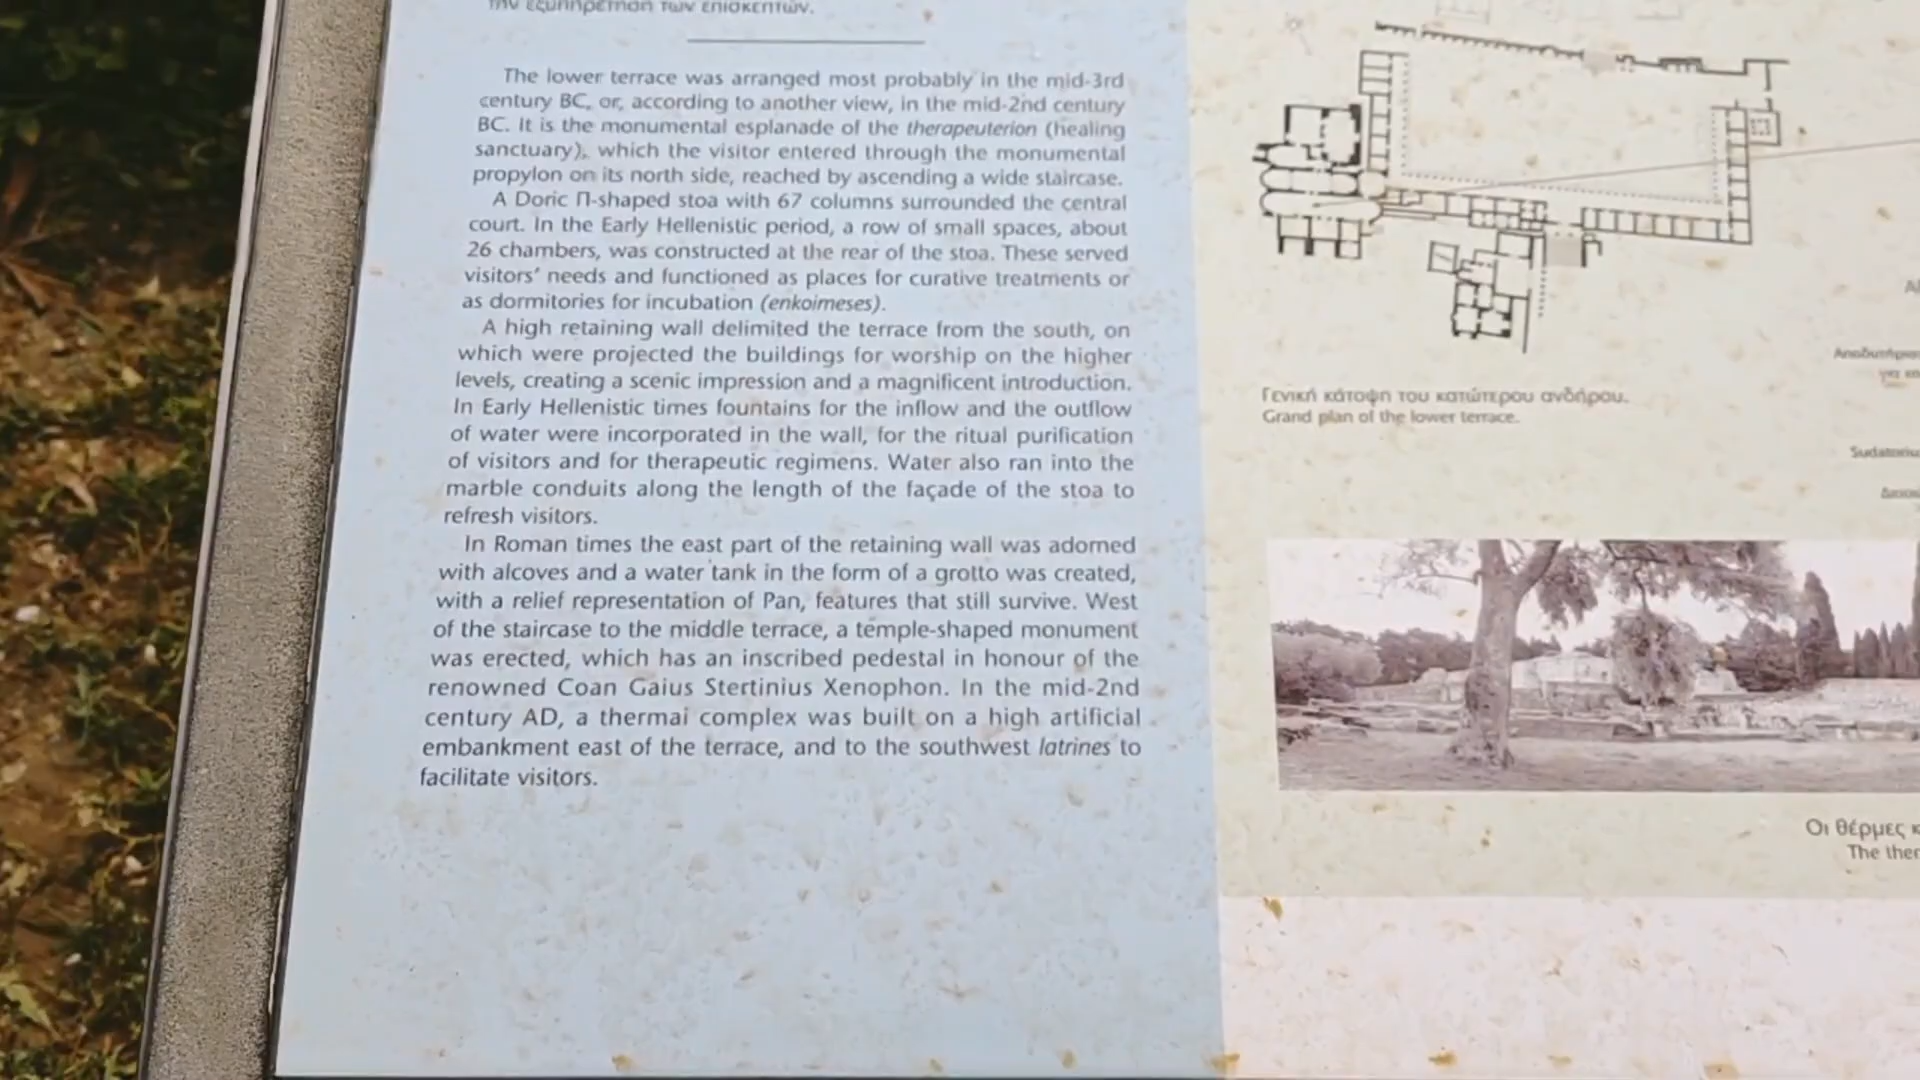 την εξυπηρέτηση των επισκεπτών.
The lower terrace was arranged most probably in the mid-3rd
century BC, or, according to another view, in the mid-2nd century
BC. It is the monumental esplanade of the therapeuterion (healing
sanctuary), which the visitor entered through the monumental
propylon on its north side, reached by ascending a wide staircase.
A Doric Π-shaped stoa with 67 columns surrounded the central
court. In the Early Hellenistic period, a row of small spaces, about
26 chambers, was constructed at the rear of the stoa. These served
visitors’ needs and functioned as places for curative treatments or
as dormitories for incubation (enkoimeses).
A high retaining wall delimited the terrace from the south, on
which were projected the buildings for worship on the higher
levels, creating a scenic impression and a magnificent introduction.
In Early Hellenistic times fountains for the inflow and the outflow
of water were incorporated in the wall, for the ritual purification
of visitors and for therapeutic regimens. Water also ran into the
marble conduits along the length of the façade of the stoa to
refresh visitors.
In Roman times the east part of the retaining wall was adorned
with alcoves and a water tank in the form of a grotto was created,
with a relief representation of Pan, features that still survive. West
of the staircase to the middle terrace, a temple-shaped monument
was erected, which has an inscribed pedestal in honour of the
renowned Coan Gaius Stertinius Xenophon. In the mid-2nd
century AD, a thermal complex was built on a high artificial
embankment east of the terrace, and to the southwest latrines to
facilitate visitors.
Γενική κάτοψη του κατώτερου ανδήρου.
Grand plan of the lower terrace.
Οι θέρμες κ
The ther